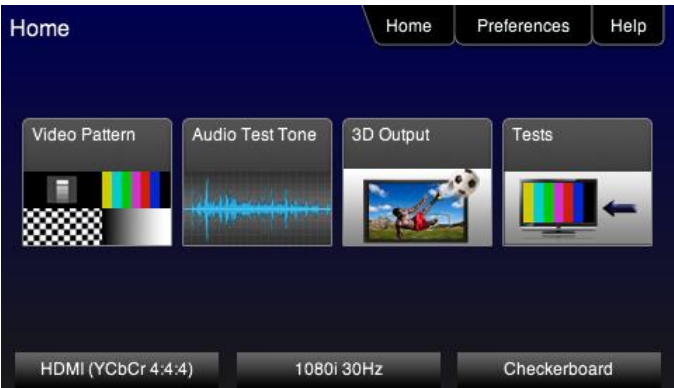 Home
Home
Preferences
Help
Video Pattern
Audio Test Tone
3D Output
Tests
HDMI (YCbCr 4:4:4)
1080i 30Hz
Checkerboard